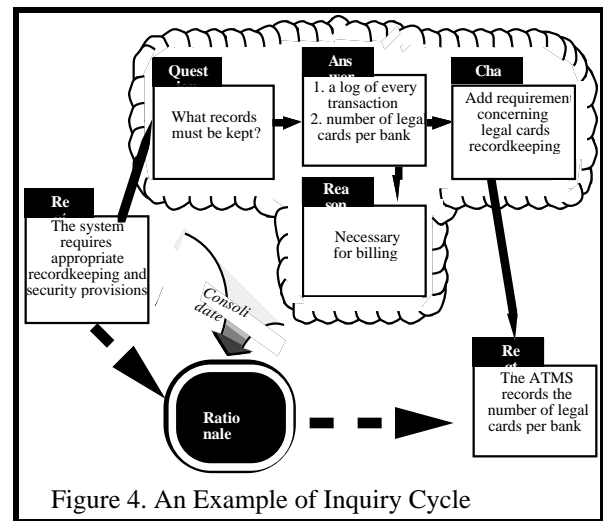 Quest
What records
must be kept?
Ans
1. a log of every
transaction
2. number of legal
cards per bank
Cha
Add requirement
concerning
legal cards
recordkeeping
Rea
son
Necessary
for billing
Re
The system
requires
appropriate
recordkeeping and
security provisions
Consoli
date
Ratio
nale
Re
The ATMS
records the
number of legal
cards per bank
Figure 4. An Example of Inquiry Cycle